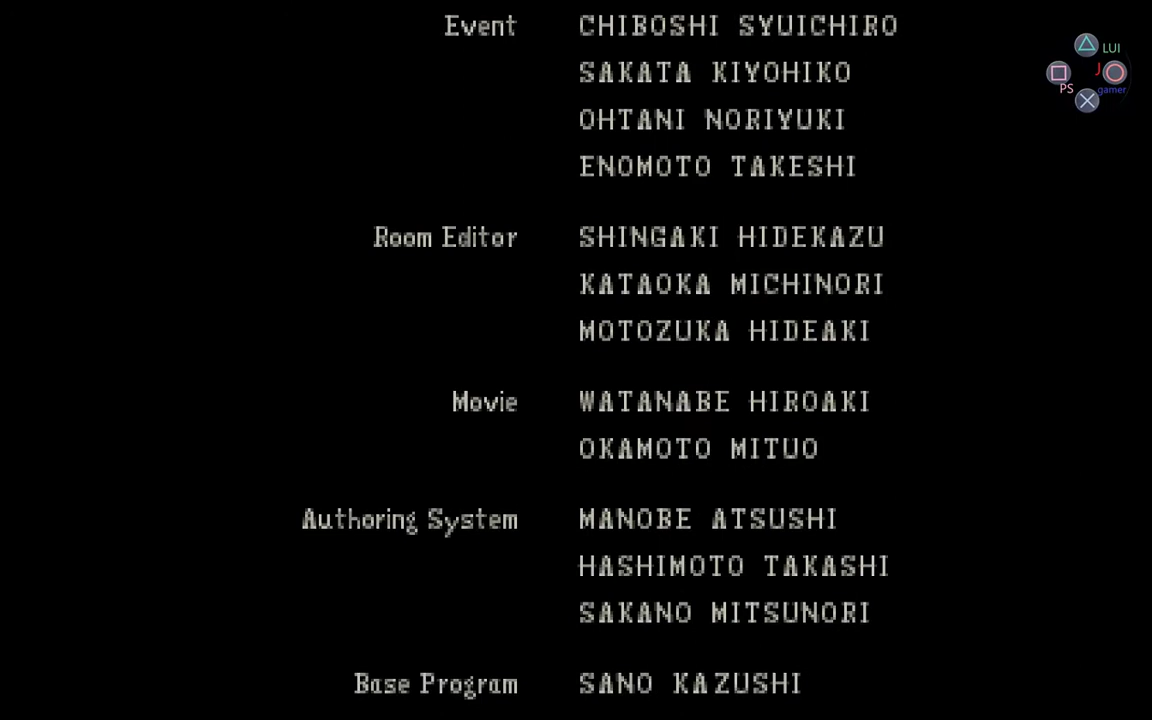 Event CHIBOSHI SYUICHIRO
SAKATA KIYOHIKO
OHTANI NORIYUKI
ENOMOTO TAKESHI
Room Editor SHINGAKI HIDEKAZU
KATAOKA MICHINORI
MOTOZUKA HIDEAKI
Movie WATANABE HIROAKI
OKAMOTO MITUO
Authoring System MANOBE ATSUSHI
HASHIMOTO TAKASHI
SAKANO MITSUNORI
Base Program SANO KAZUSHI
LUI
J
PS gamer